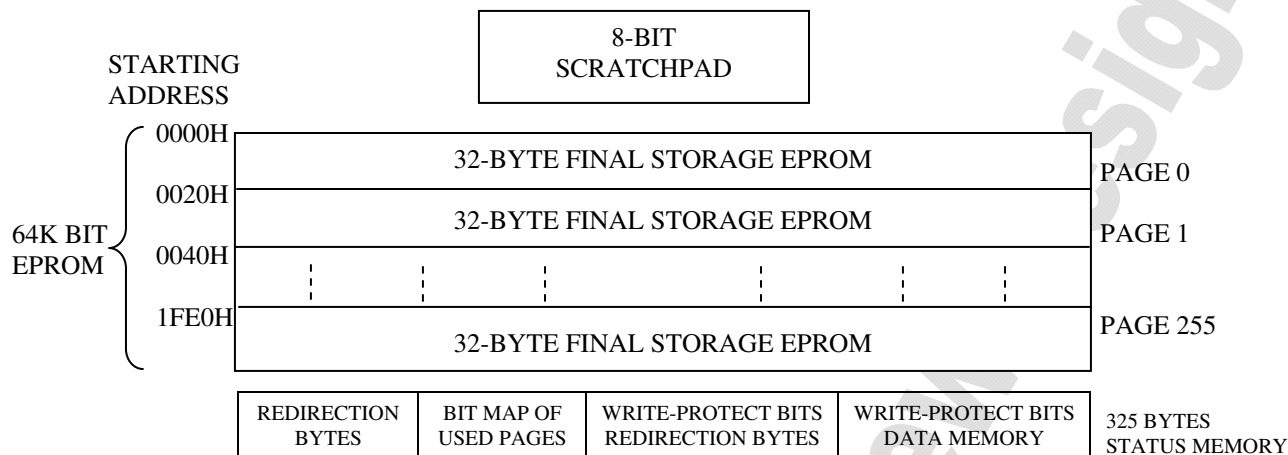 8-BIT
SCRATCHPAD
STARTING
ADDRESS
0000H
32-BYTE FINAL STORAGE EPROM
PAGE 0
0020H
32-BYTE FINAL STORAGE EPROM
PAGE 1
64K BIT
EPROM
0040H
1FE0H
32-BYTE FINAL STORAGE EPROM
PAGE 255
REDIRECTION
BYTES
BIT MAP OF
USED PAGES
WRITE-PROTECT BITS
REDIRECTION BYTES
WRITE-PROTECT BITS
DATA MEMORY
325 BYTES
STATUS MEMORY